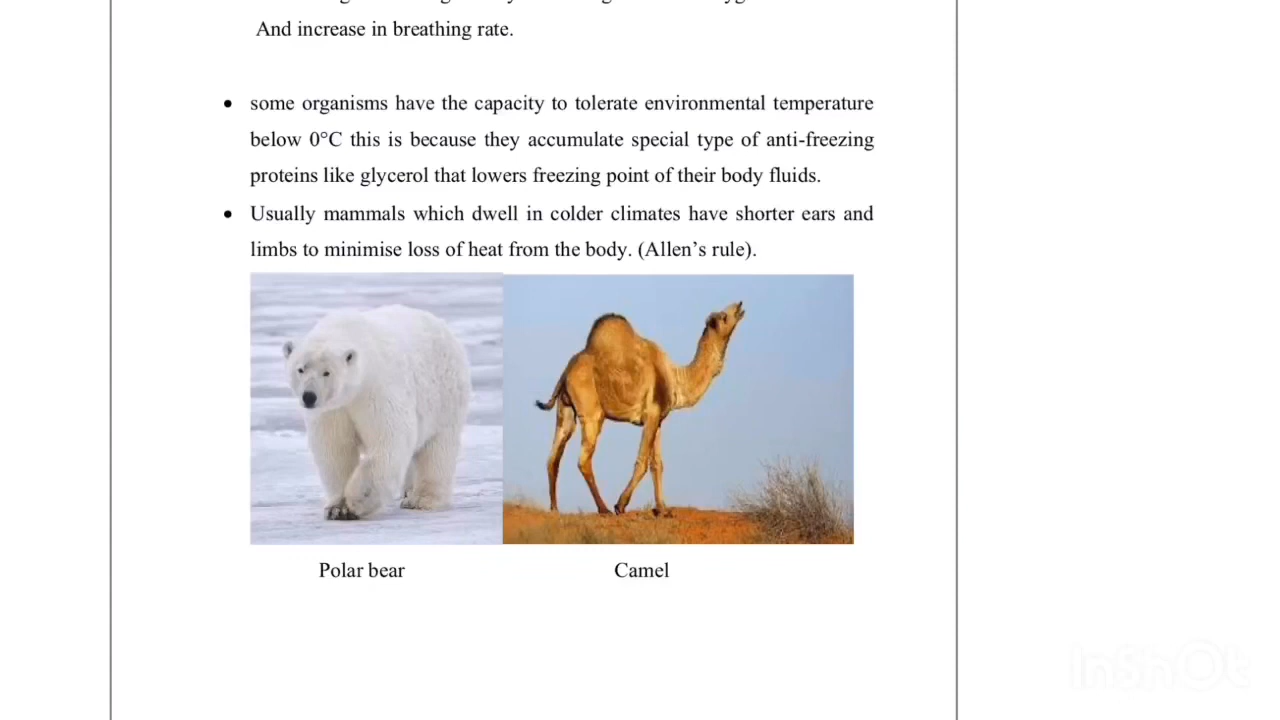 And increase in breathing rate.
• some organisms have the capacity to tolerate environmental temperature
below 0°C this is because they accumulate special type of anti-freezing
proteins like glycerol that lowers freezing point of their body fluids.
• Usually mammals which dwell in colder climates have shorter ears and
limbs to minimise loss of heat from the body. (Allen’s rule).
Polar bear
Camel
InShOt